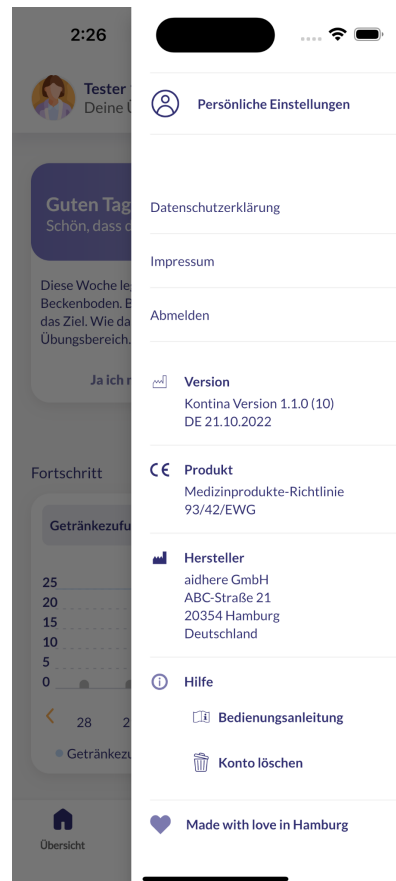 2:26
Tester
Deine Ü
Guten Tag
Schön, dass d
Diese Woche le
Beckenboden. B
das Ziel. Wie da
Übungsbereich.
Ja ich
Fortschritt
Getränkezufu
25
20
15
10
5
0
28 2
Getränkezu
Übersicht
Persönliche Einstellungen
Datenschutzerklärung
Impressum
Abmelden
Version
Kontina Version 1.1.0 (10)
DE 21.10.2022
CE Produkt
Medizinprodukte-Richtlinie
93/42/EWG
Hersteller
aidhere GmbH
ABC-Straße 21
20354 Hamburg
Deutschland
Hilfe
Bedienungsanleitung
Konto löschen
Made with love in Hamburg